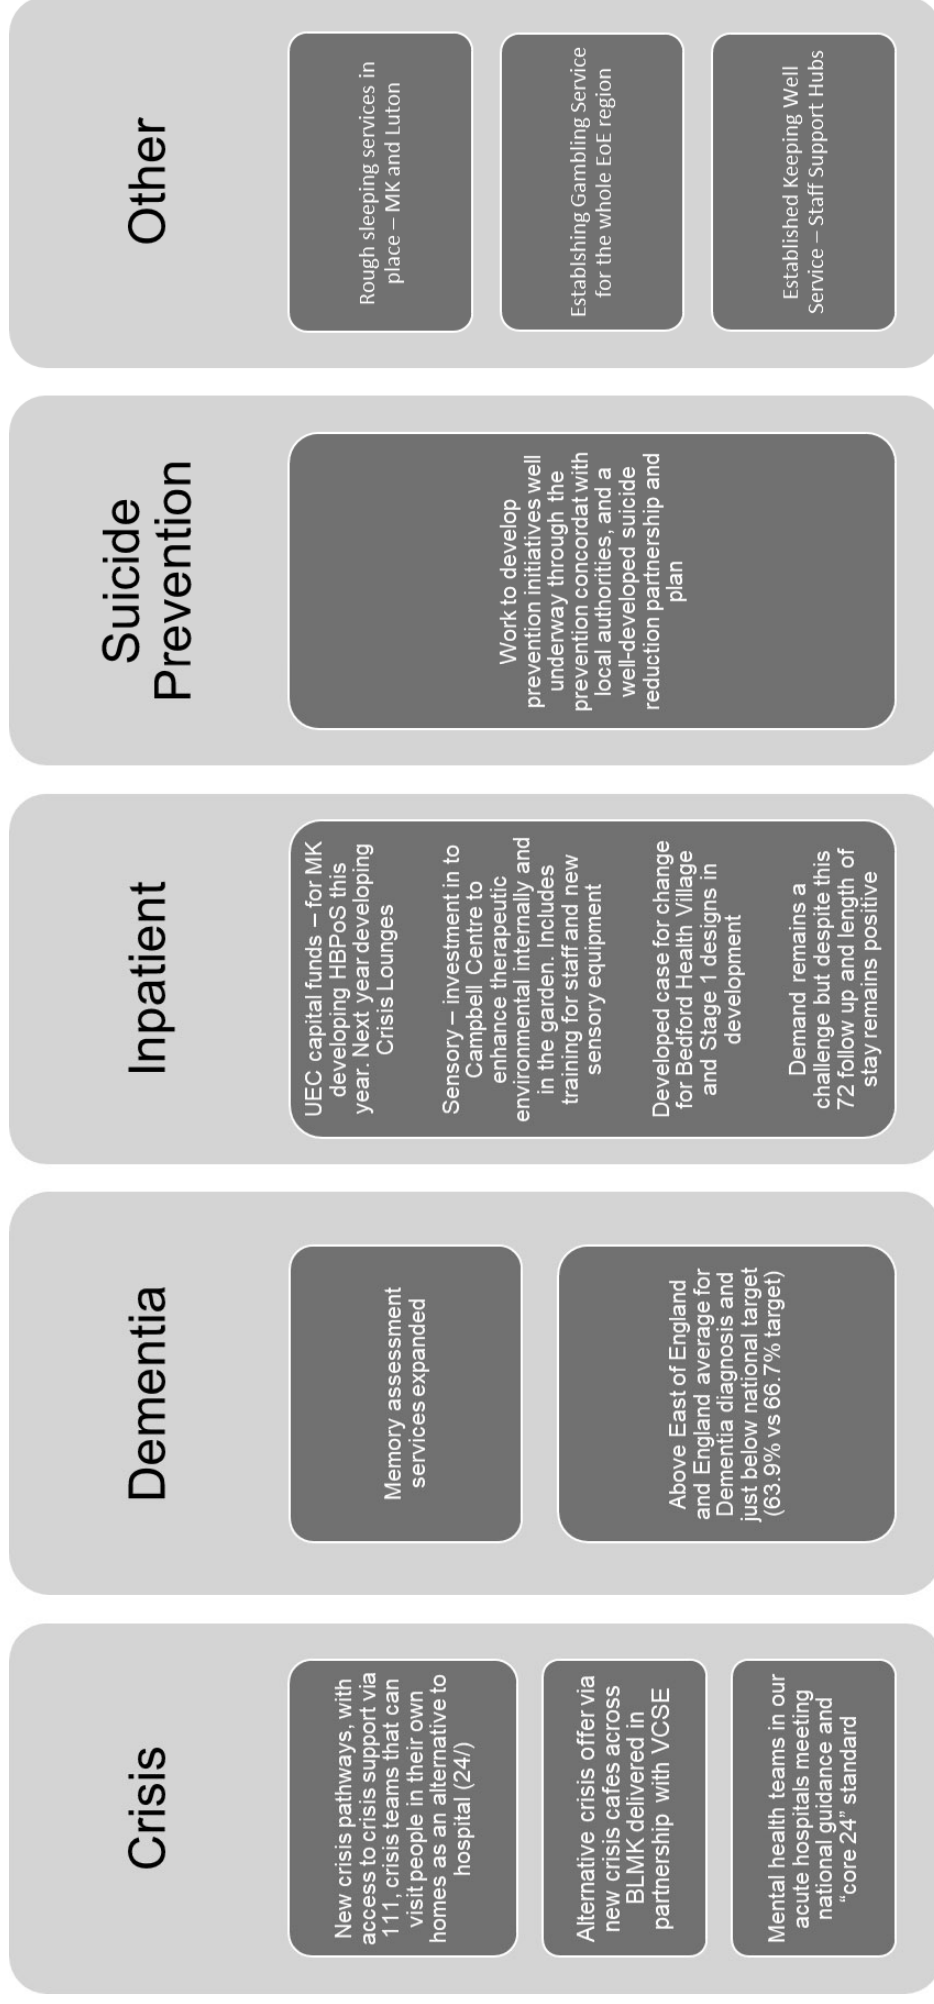 Crisis
New crisis pathways, with
access to crisis support via
111, crisis teams that can
visit people in their own
homes as an alternative to
hospital (24/)
Alternative crisis offer via
new crisis cafes across
BLMK delivered in
partnership with VCSE
Mental health teams in our
acute hospitals meeting
national guidance and
“core 24” standard
Dementia
Memory assessment
services expanded
Above East of England
and England average for
Dementia diagnosis and
just below national target
(63.9% vs 66.7% target)
Inpatient
UEC capital funds – for MK
developing HBPoS this
year. Next year developing
Crisis Lounges
Sensory – investment in to
Campbell Centre to
enhance therapeutic
environmental internally and
in the garden. Includes
training for staff and new
sensory equipment
Developed case for change
for Bedford Health Village
and Stage 1 designs in
development
Demand remains a
challenge but despite this
72 follow up and length of
stay remains positive
Suicide
Prevention
Work to develop
prevention initiatives well
underway through the
prevention concordat with
local authorities, and a
well-developed suicide
reduction partnership and
plan
Other
Rough sleeping services in
place – MK and Luton
Establshing Gambling Service
for the whole EoE region
Established Keeping Well
Service – Staff Support Hubs